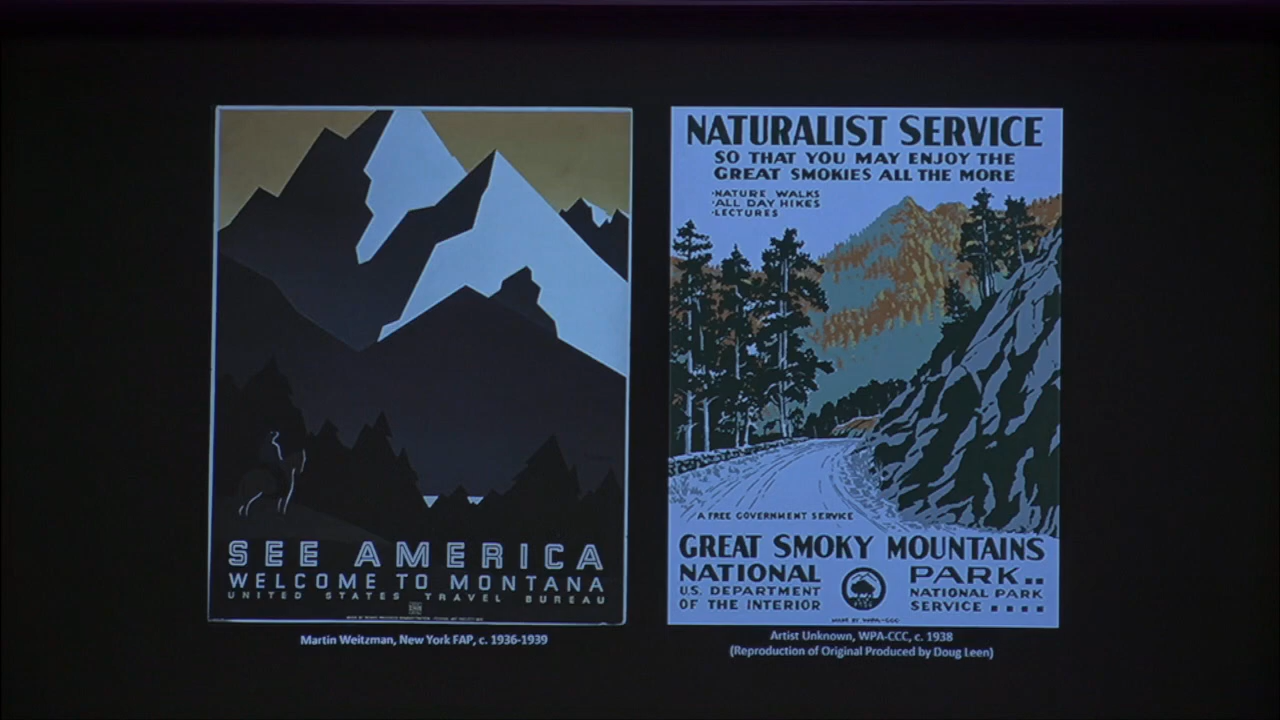 SEE AMERICA
WELCOME TO MONTANA
UNITED STATES TRAVEL BUREAU
Martin Weitzman, New York FAP, c. 1936-1939
NATURALIST SERVICE
SO THAT YOU MAY ENJOY THE
GREAT SMOKIES ALL THE MORE
·NATURE WALKS
·ALL DAY HIKES
·LECTURES
A FREE GOVERNMENT SERVICE
GREAT SMOKY MOUNTAINS
NATIONAL PARK..
U.S. DEPARTMENT
OF THE INTERIOR
NATIONAL PARK
SERVICE ....
MADE BY WPA-CCC
Artist Unknown, WPA-CCC, c. 1938
(Reproduction of Original Produced by Doug Leen)